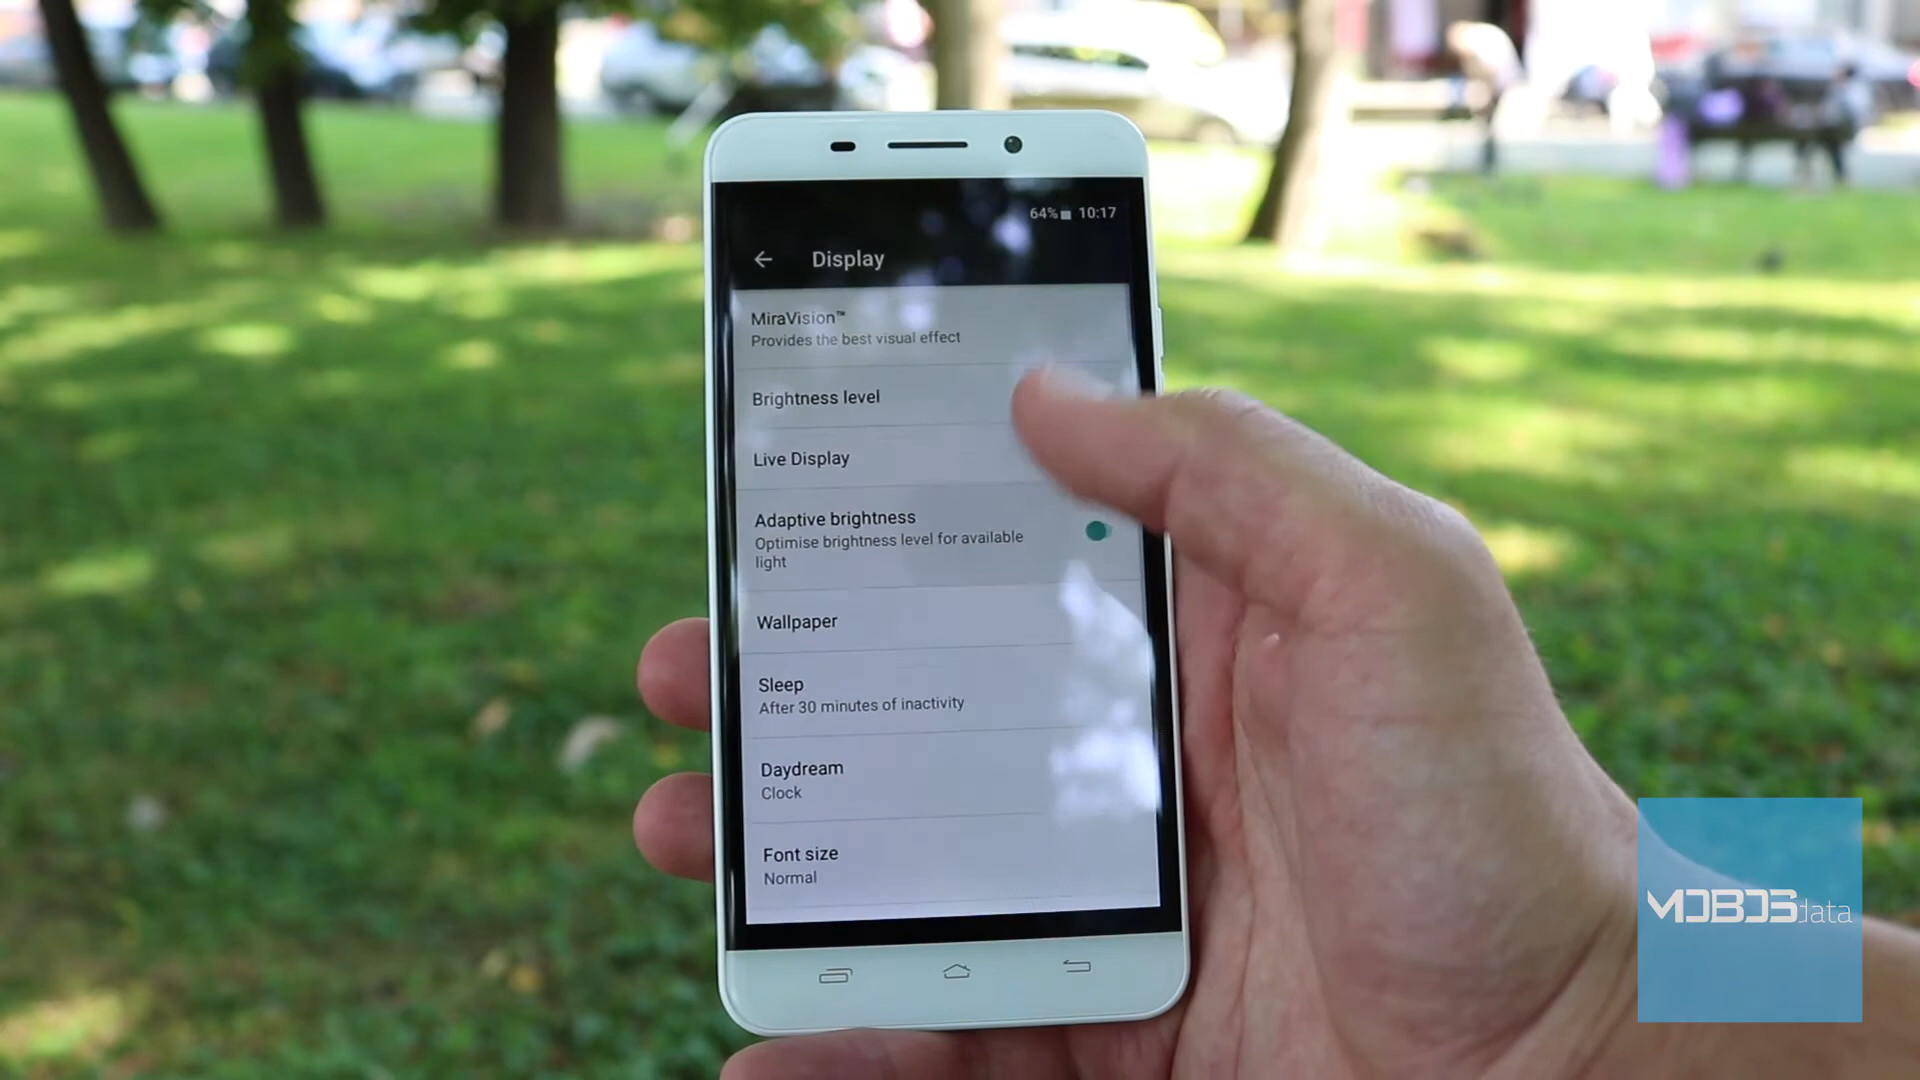 64% 10:17
Display
MiraVision™
Provides the best visual effect
Brightness level
Live Display
Adaptive brightness
Optimise brightness level for available
light
Wallpaper
Sleep
After 30 minutes of inactivity
Daydream
Clock
Font size
Normal
MOBOSdata